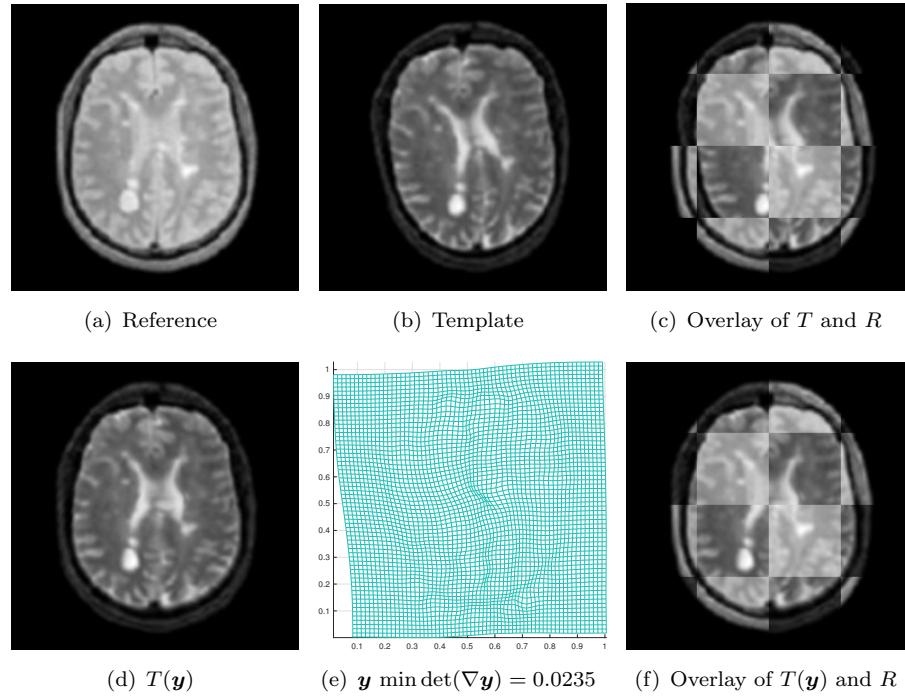 (a) Reference
(b) Template
(c) Overlay of T and R
1
0.9
0.8
0.7
0.6
0.5
0.4
0.3
0.2
0.1
0.1 0.2 0.3 0.4 0.5 0.6 0.7 0.8 0.9 1
(d) T(y)
(e) y min det(∇y) = 0.0235
(f) Overlay of T(y) and R